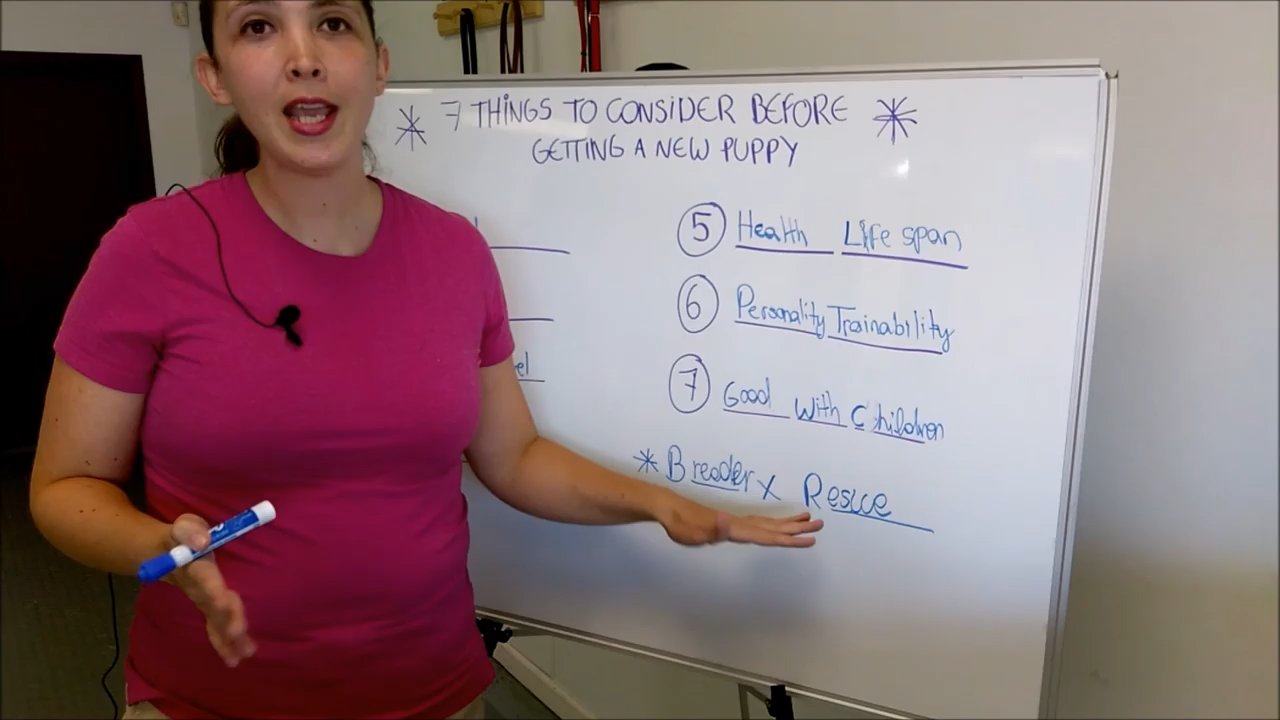 * 7 THINGS TO CONSIDER BEFORE *
GETTING A NEW PUPPY
5 Health Life span
6 Personality Trainability
7 Good With Children
* Breader x Rescue